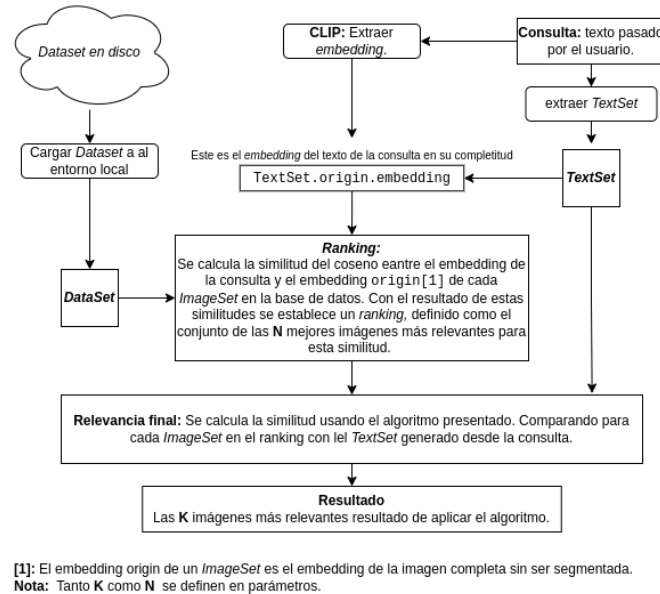 Dataset en disco
CLIP: Extraer
embedding.
Consulta: texto pasado
por el usuario.
extraer TextSet
Cargar Dataset a al
entorno local
Este es el embedding del texto de la consulta en su completitud
TextSet.origin.embedding
TextSet
Ranking:
Se calcula la similitud del coseno eantre el embedding de
la consulta y el embedding origin[1] de cada
ImageSet en la base de datos. Con el resultado de estas
similitudes se establece un ranking, definido como el
conjunto de las N mejores imágenes más relevantes para
esta similitud.
DataSet
Relevancia final: Se calcula la similitud usando el algoritmo presentado. Comparando para
cada ImageSet en el ranking con lel TextSet generado desde la consulta.
Resultado
Las K imágenes más relevantes resultado de aplicar el algoritmo.
[1]: El embedding origin de un ImageSet es el embedding de la imagen completa sin ser segmentada.
Nota: Tanto K como N se definen en parámetros.